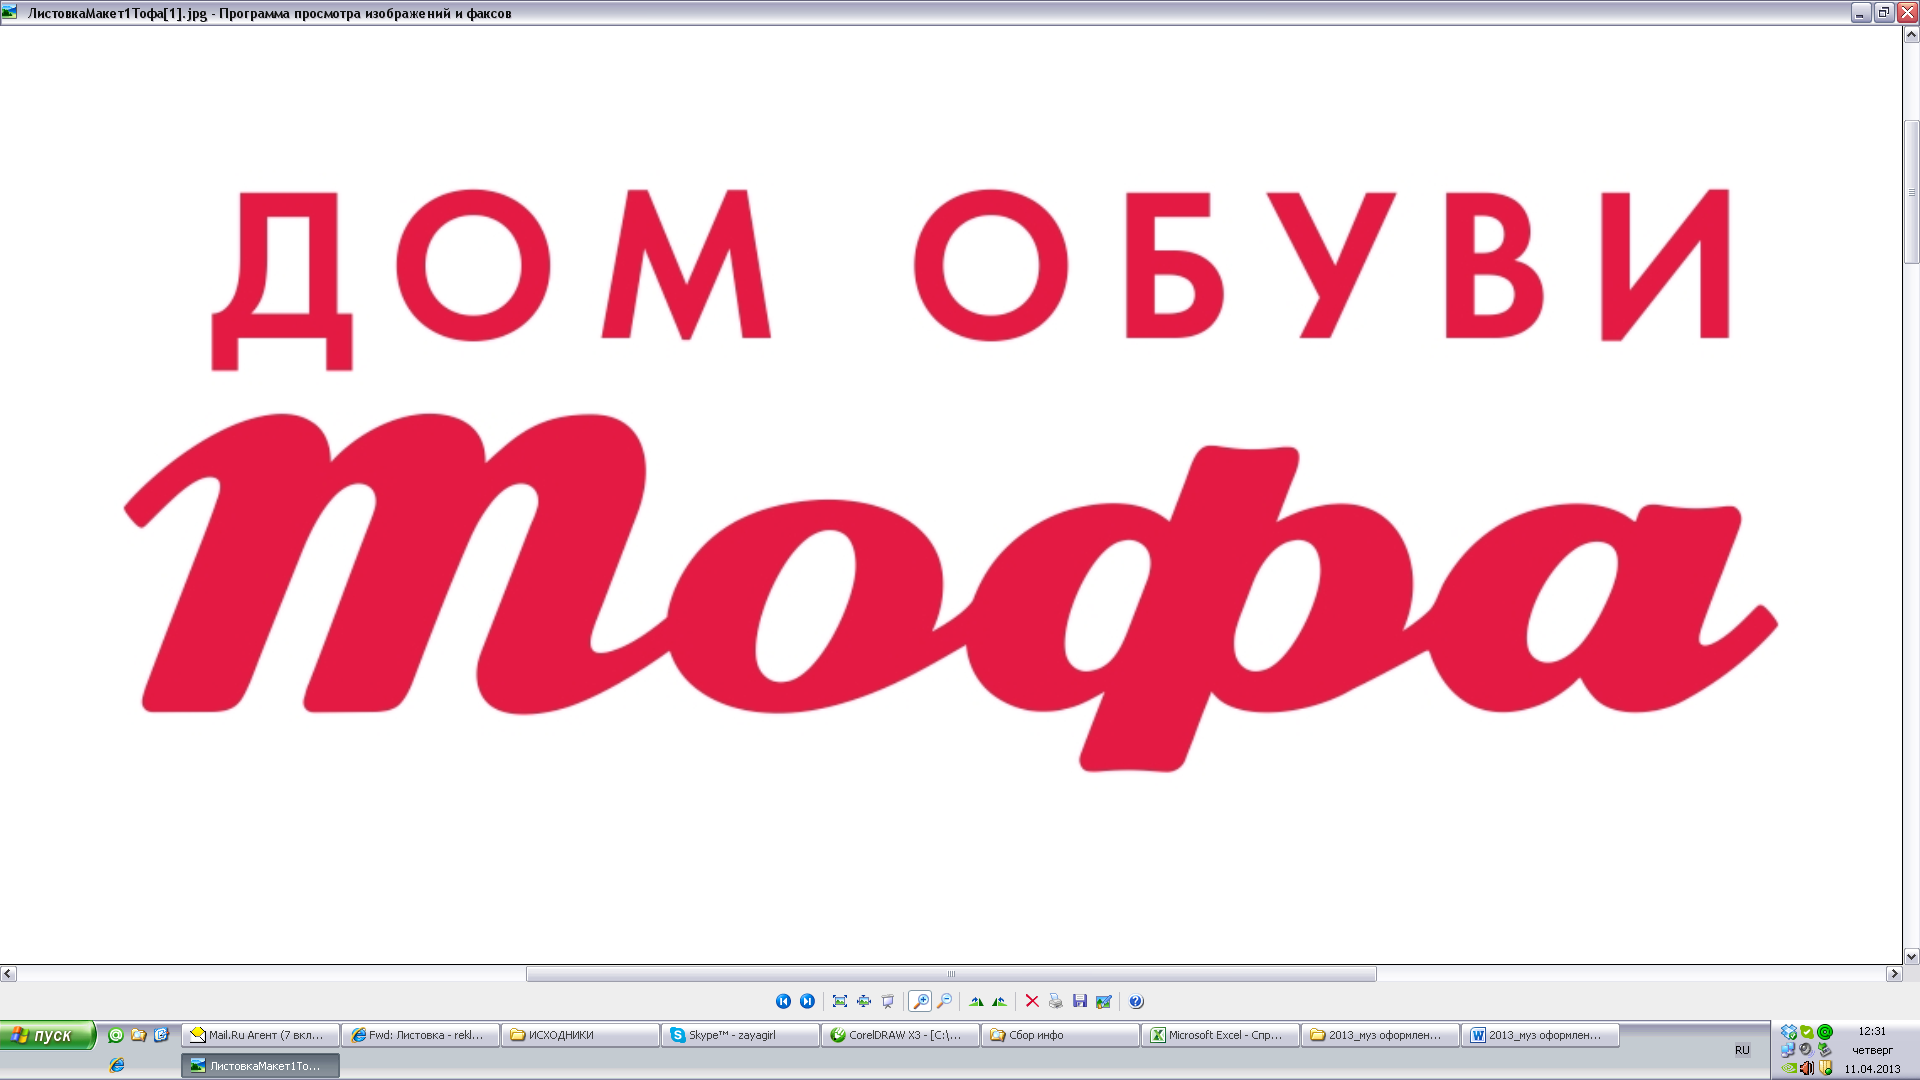 ЛистовкаМакет1Тофа[1].jpg - Программа просмотра изображений и факсов
ДОМ ОБУВИ
Тофа
пуск
Mail.Ru Агент (7 вкл...
Fwd: Листовка - rekl...
ИСХОДНИКИ
Skype™ - zayagirl
CorelDRAW X3 - [C:\...
Сбор инфо
Microsoft Excel - Спр...
2013_муз оформлен...
2013_муз оформлен...
ЛистовкаМакет1То...
RU
12:31
четверг
11.04.2013